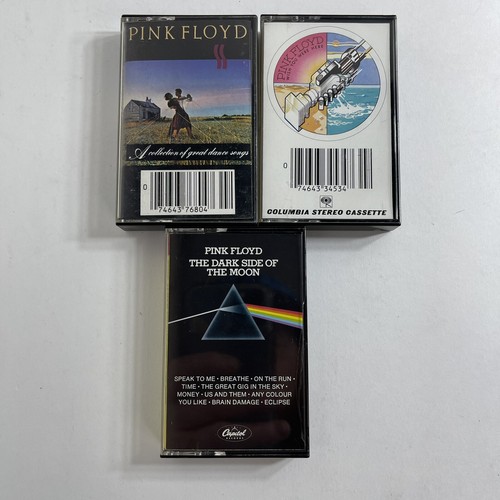 PINK FLOYD
A collection of great dance songs
0
74643 76804
PINK FLOYD
WISH YOU WERE HERE
0
74643 34534
COLUMBIA STEREO CASSETTE
PINK FLOYD
THE DARK SIDE OF
THE MOON
SPEAK TO ME • BREATHE • ON THE RUN •
TIME • THE GREAT GIG IN THE SKY •
MONEY • US AND THEM • ANY COLOUR
YOU LIKE • BRAIN DAMAGE • ECLIPSE
Capitol
RECORDS